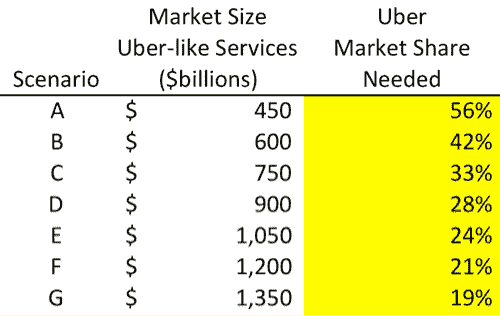 Market Size Uber
Uber-like Services Market Share
Scenario ($billions) Needed
A $ 450 56%
B $ 600 42%
C $ 750 33%
D $ 900 28%
E $ 1,050 24%
F $ 1,200 21%
G $ 1,350 19%